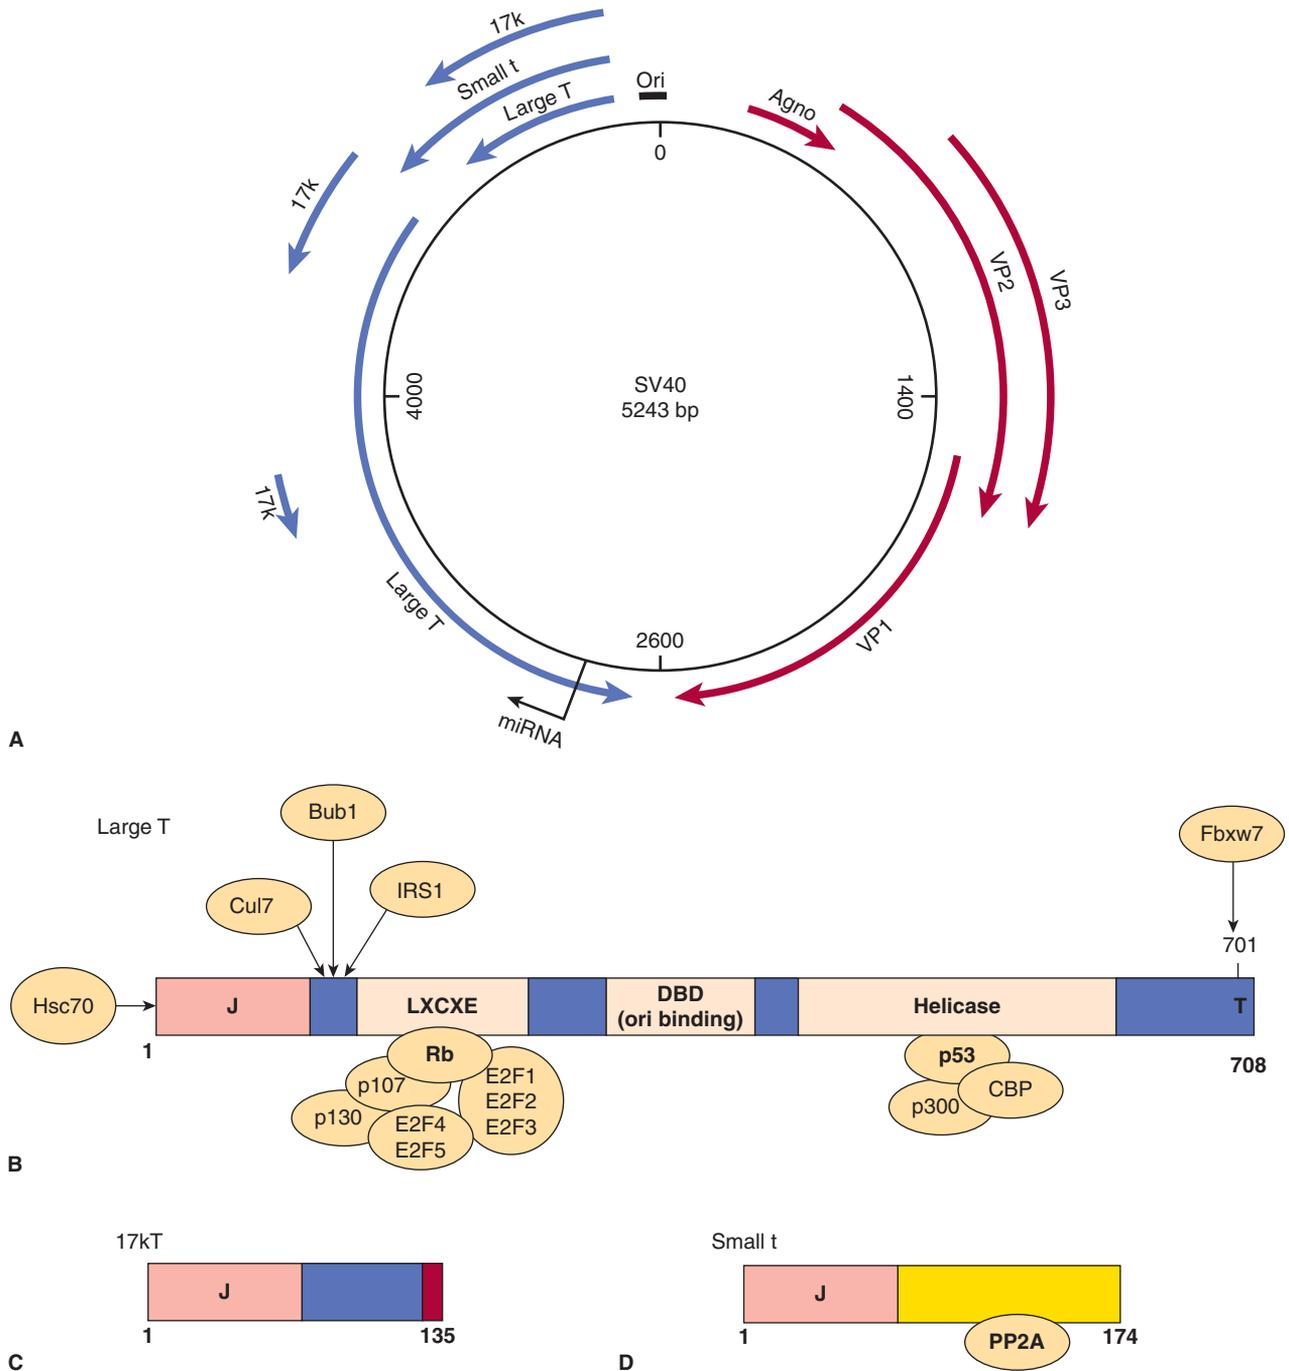 17k
Small t
Large T
Ori
Agno
0
17k
VP2
VP3
4000
SV40
5243 bp
1400
17k
Large T
2600
VP1
miRNA
A
Large T
Bub1
Fbxw7
Cul7
IRS1
701
Hsc70
J
LXCXE
DBD
(ori binding)
Helicase
T
1
708
Rb
p107
p130
E2F4
E2F5
E2F1
E2F2
E2F3
p53
CBP
p300
B
17kT
J
1
135
C
Small t
J
1
PP2A
174
D